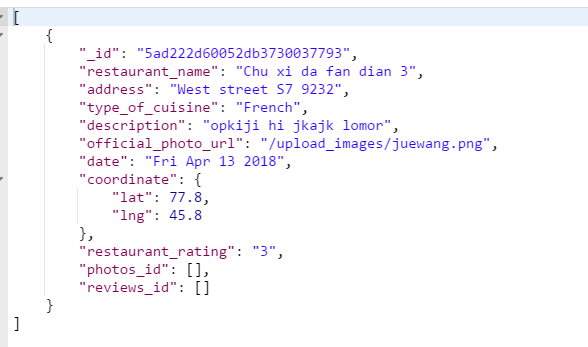 [
    {
        "_id": "5ad222d60052db3730037793",
        "restaurant_name": "Chu xi da fan dian 3",
        "address": "West street S7 9232",
        "type_of_cuisine": "French",
        "description": "opkiji hi jkajk lomor",
        "official_photo_url": "/upload_images/juewang.png",
        "date": "Fri Apr 13 2018",
        "coordinate": {
            "lat": 77.8,
            "lng": 45.8
        },
        "restaurant_rating": "3",
        "photos_id": [],
        "reviews_id": []
    }
]